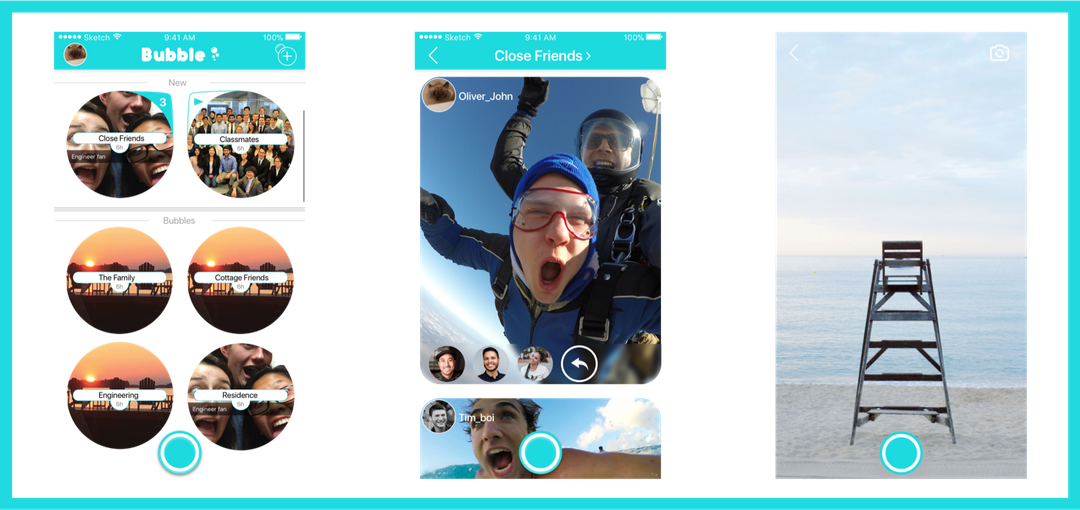 Sketch 9:41 AM 100%
Bubble
New
3
Close Friends
6h
Engineer fan
Classmates
6h
Bubbles
The Family
6h
Cottage Friends
6h
Engineering
6h
Residence
6h
Engineer fan
Sketch 9:41 AM 100%
Close Friends ›
Oliver_John
Tim_boi